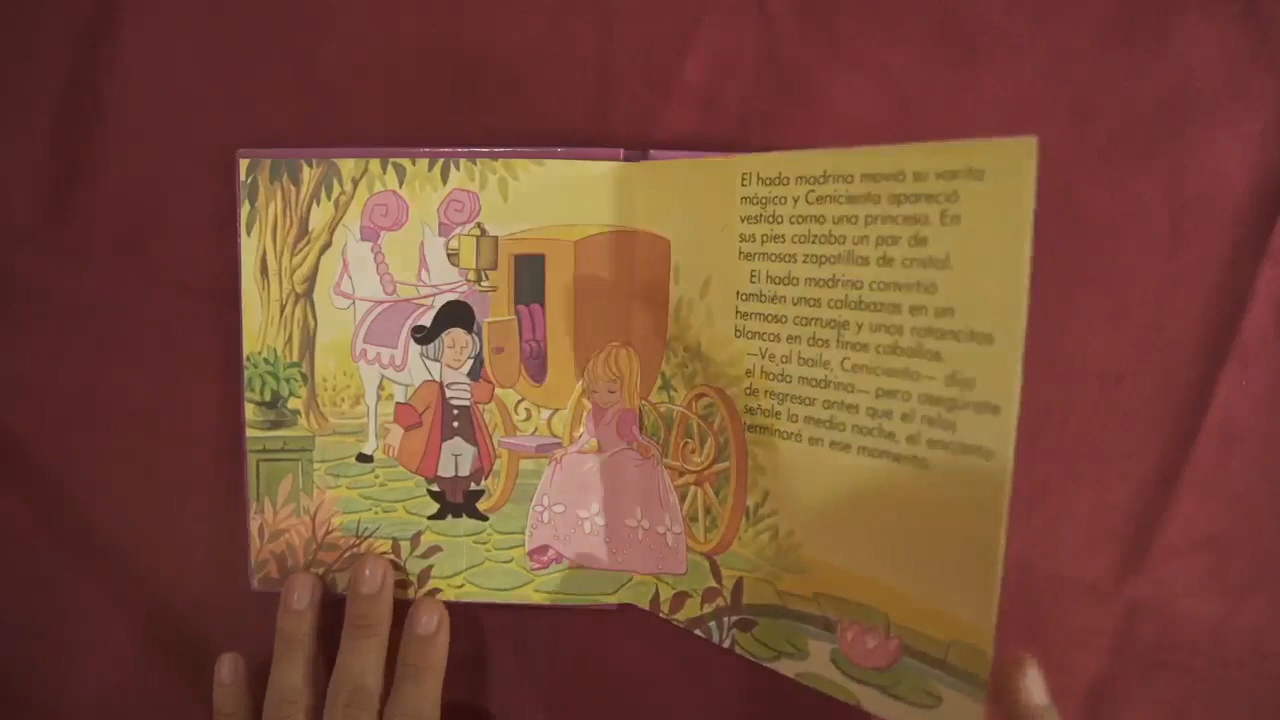 El hada madrina movió su varita
mágica y Cenicienta apareció
vestida como una princesa. En
sus pies calzaba un par de
hermosas zapatillas de cristal.
El hada madrina convirtió
también unas calabazas en un
hermoso carruaje y unos ratoncitos
blancos en dos finos caballos.
—Ve al baile, Cenicienta— dijo
el hada madrina— pero asegúrate
de regresar antes que el reloj
señale la media noche, el encanto
terminará en ese momento.